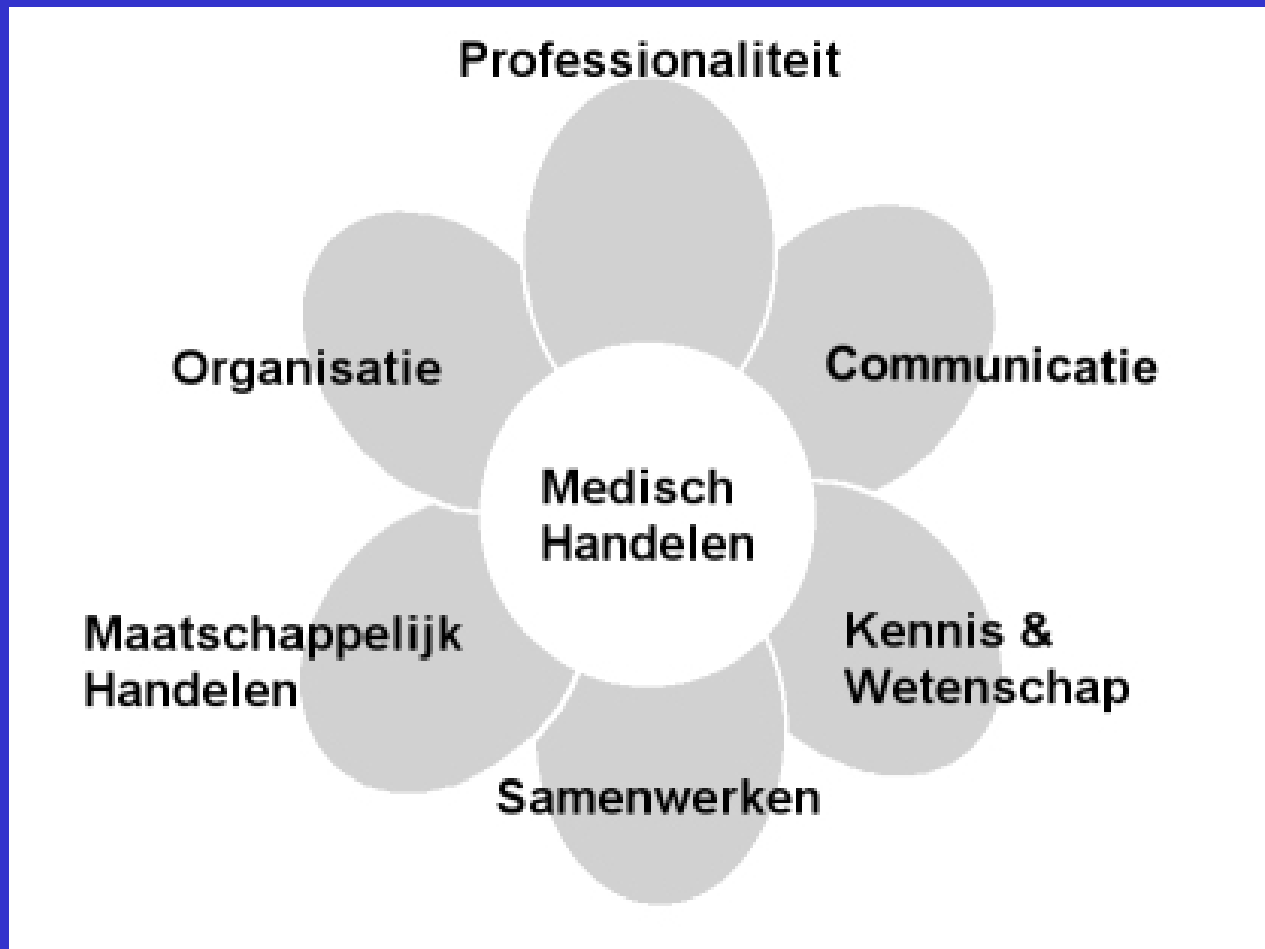 Professionaliteit
Organisatie
Communicatie
Medisch
Handelen
Maatschappelijk
Handelen
Kennis &
Wetenschap
Samenwerken